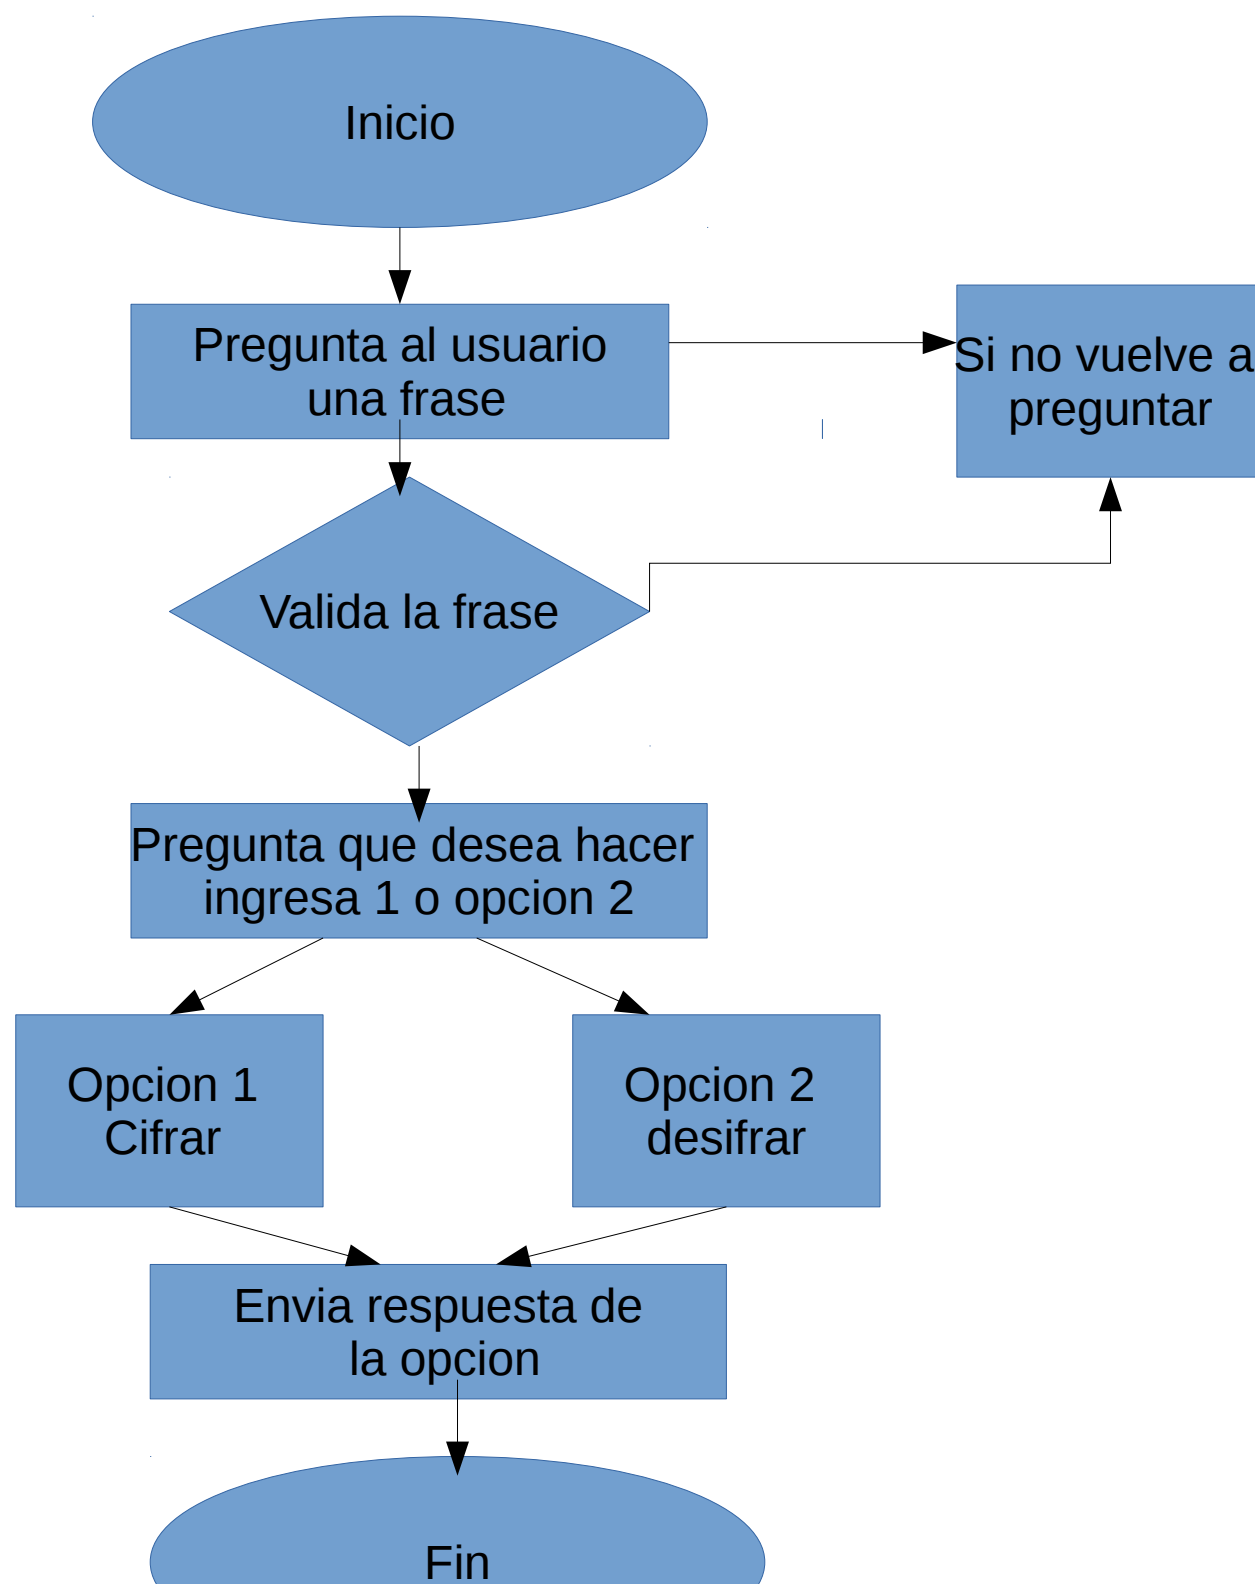 Inicio
Pregunta al usuario
una frase
Si no vuelve a
preguntar
Valida la frase
Pregunta que desea hacer
ingresa 1 o opcion 2
Opcion 1
Cifrar
Opcion 2
desifrar
Envia respuesta de
la opcion
Fin